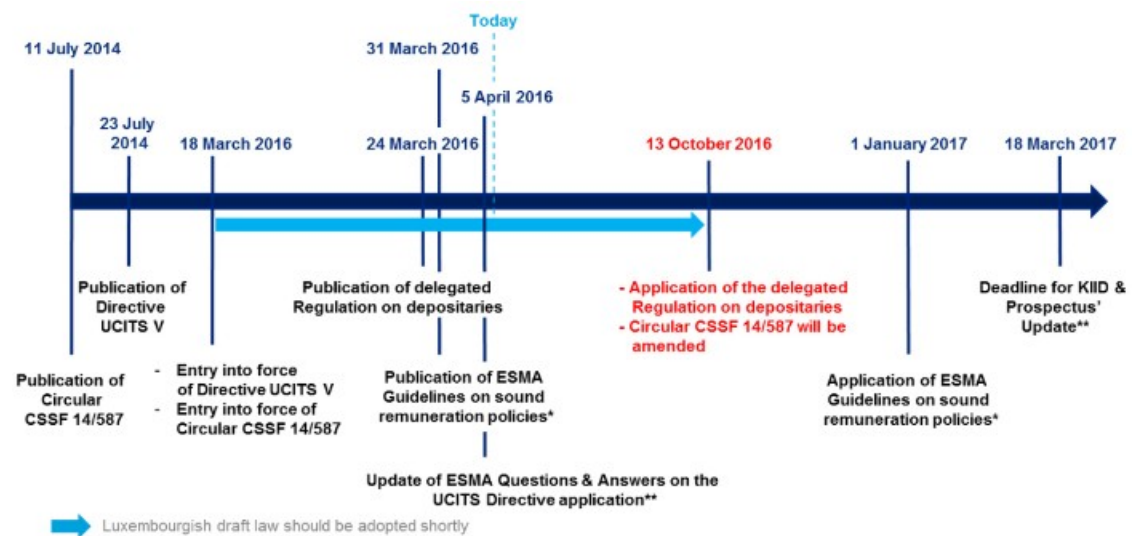 Today
11 July 2014
31 March 2016
5 April 2016
23 July
2014
18 March 2016
24 March 2016
13 October 2016
1 January 2017
18 March 2017
Publication of
Directive
UCITS V
Publication of delegated
Regulation on depositaries
- Application of the delegated
Regulation on depositaries
- Circular CSSF 14/587 will be
amended
Deadline for KIID &
Prospectus'
Update**
Publication of
Circular
CSSF 14/587
- Entry into force
of Directive UCITS V
- Entry into force of
Circular CSSF 14/587
Publication of ESMA
Guidelines on sound
remuneration policies*
Application of ESMA
Guidelines on sound
remuneration policies*
Update of ESMA Questions & Answers on the
UCITS Directive application**
Luxembourgish draft law should be adopted shortly